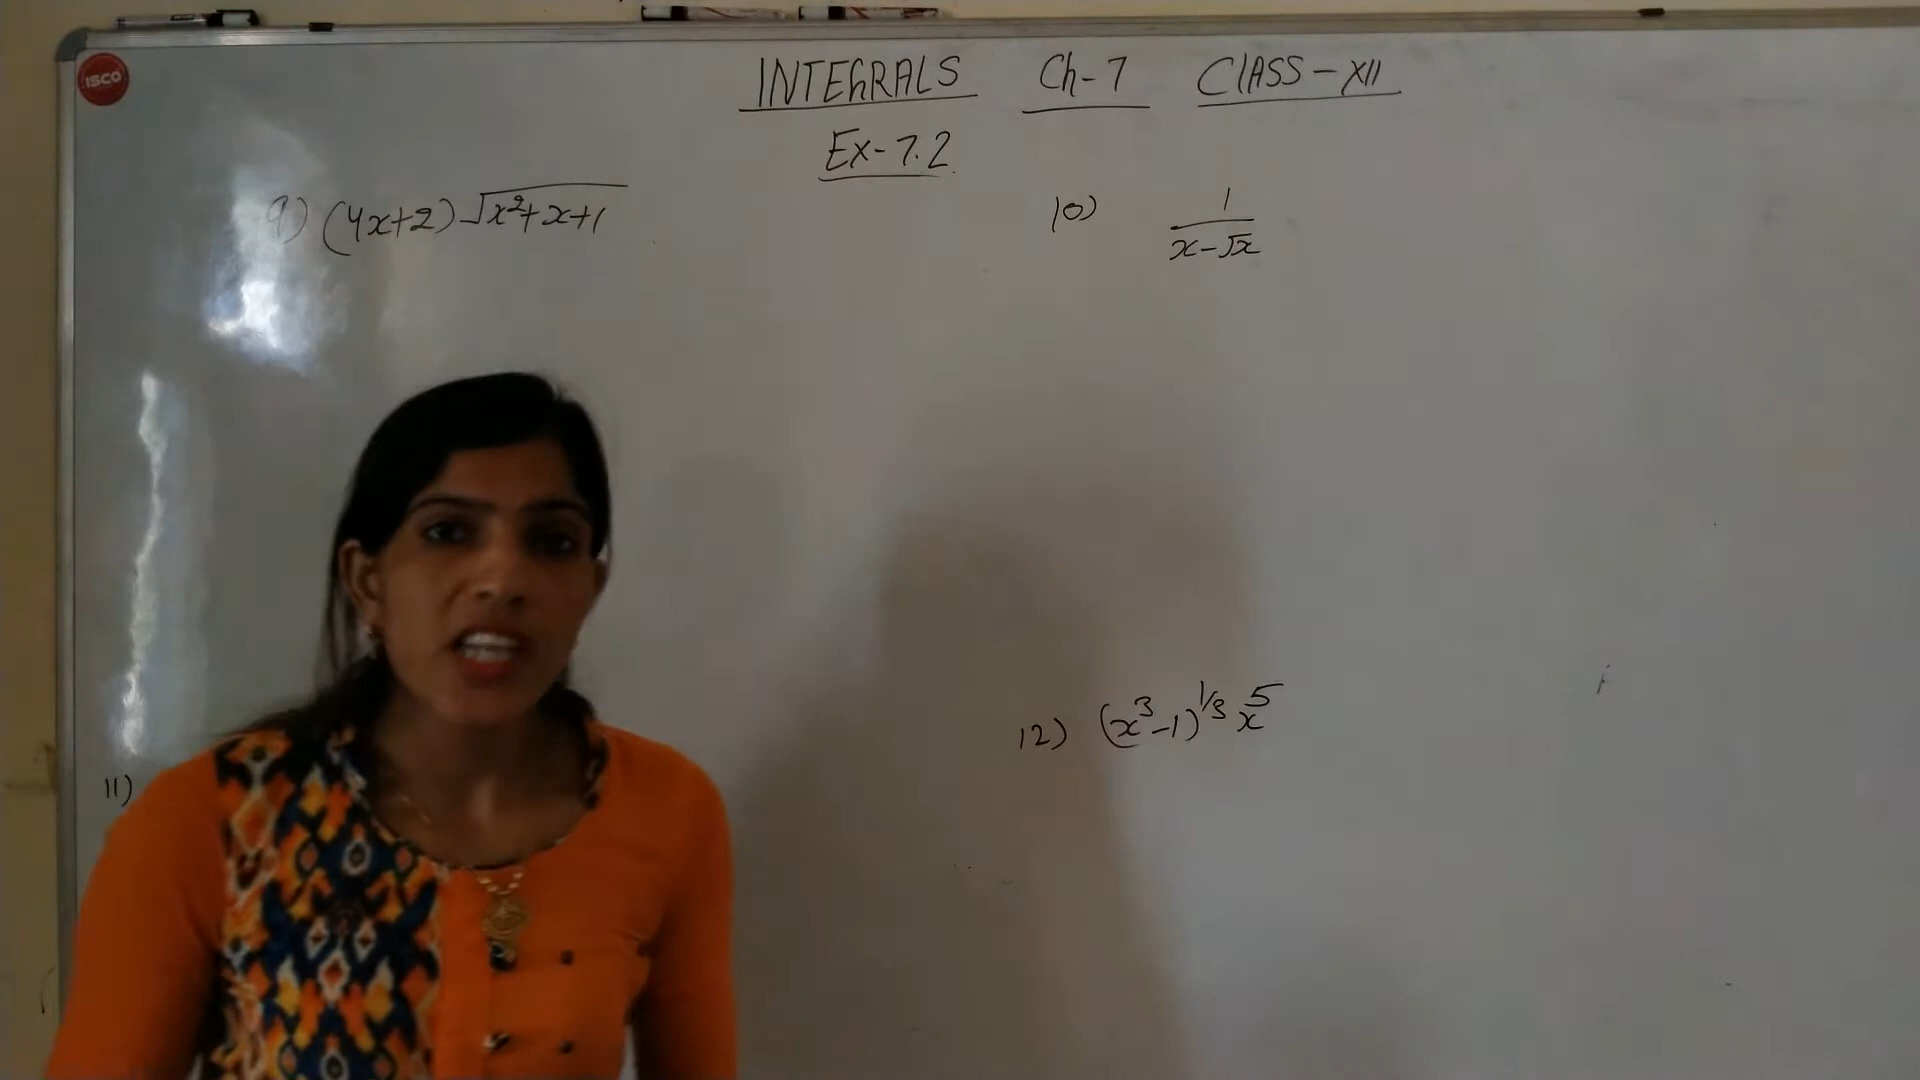 ISCO
INTEGRALS Ch-7 CLASS-XII
Ex-7.2
9) (4x+2) √x²+x+1
10) 1/x-√x
12) (x³-1)^1/3 x⁵
11)